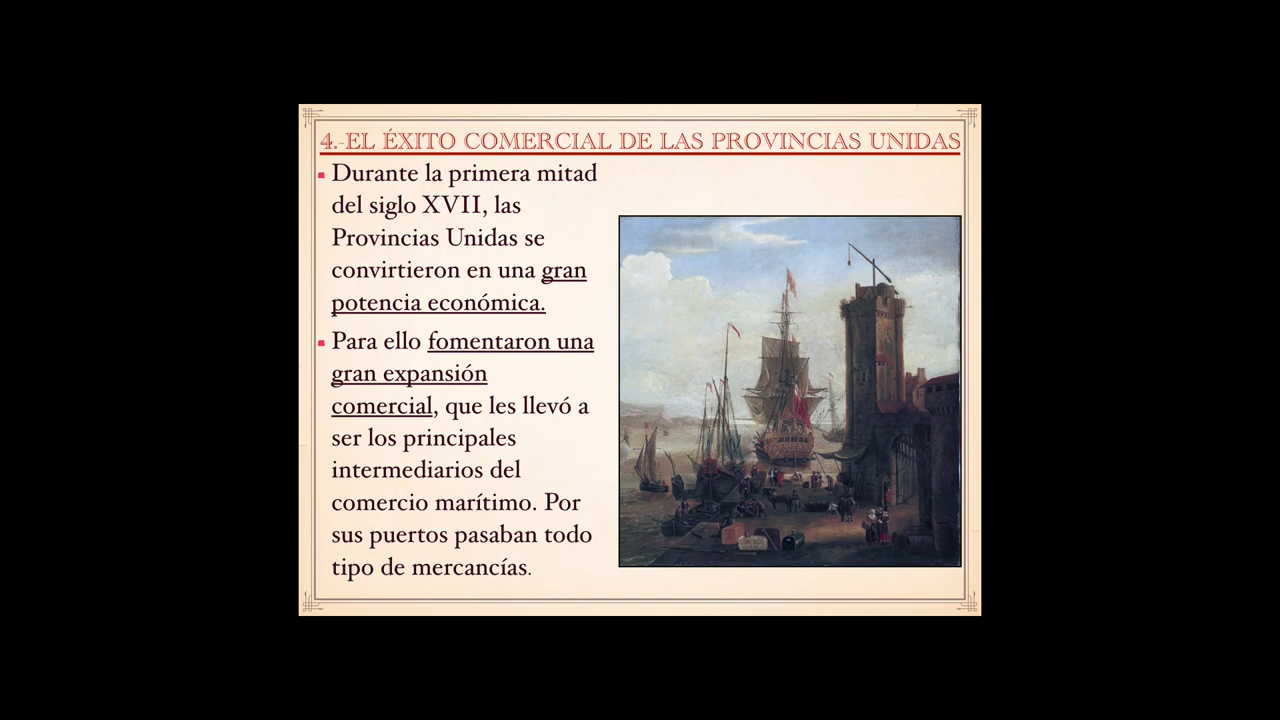 4.-EL ÉXITO COMERCIAL DE LAS PROVINCIAS UNIDAS
Durante la primera mitad
del siglo XVII, las
Provincias Unidas se
convirtieron en una gran
potencia económica.
Para ello fomentaron una
gran expansión
comercial, que les llevó a
ser los principales
intermediarios del
comercio marítimo. Por
sus puertos pasaban todo
tipo de mercancías.